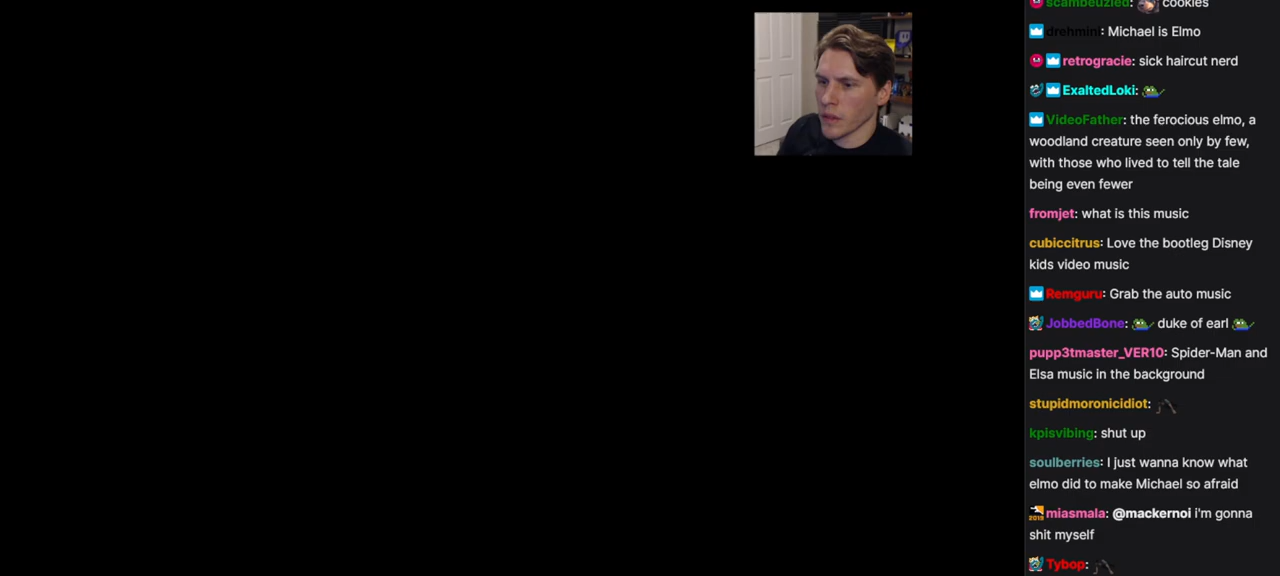 scambeuzled: cookies
drehmini: Michael is Elmo
retrogracie: sick haircut nerd
ExaltedLoki:
VideoFather: the ferocious elmo, a
woodland creature seen only by few,
with those who lived to tell the tale
being even fewer
fromjet: what is this music
cubiccitrus: Love the bootleg Disney
kids video music
Remguru: Grab the auto music
JobbedBone: duke of earl
pupp3tmaster_VER10: Spider-Man and
Elsa music in the background
stupidmoronicidiot:
kpisvibing: shut up
soulberries: I just wanna know what
elmo did to make Michael so afraid
miasmala: @mackernoi i'm gonna
shit myself
Tybop: